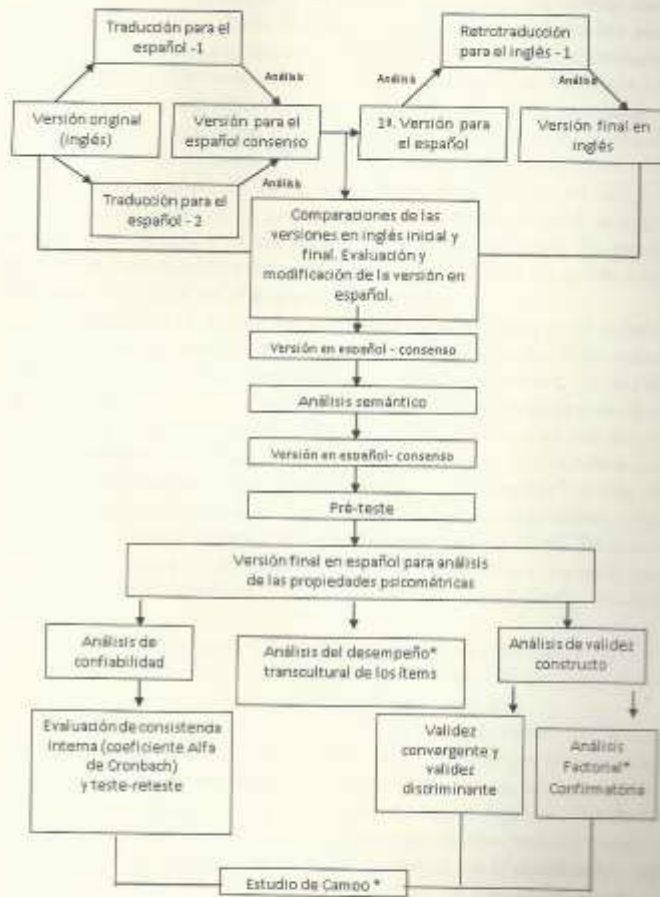 Traducción para el
español -1
Retrotraducción
para el inglés - 1
Análisis
Análisis
Análisis
Versión original
(inglés)
Versión para el
español consenso
1ª. Versión para
el español
Versión final en
inglés
Análisis
Traducción para el
español - 2
Comparaciones de las
versiones en inglés inicial y
final. Evaluación y
modificación de la versión en
español.
Versión en español - consenso
Análisis semántico
Versión en español- consenso
Pré-teste
Versión final en español para análisis
de las propiedades psicométricas
Análisis de
confiabilidad
Análisis del desempeño*
transcultural de los ítems
Análisis de validez
constructo
Evaluación de consistencia
interna (coeficiente Alfa
de Cronbach)
y teste-reteste
Validez
convergente y
validez
discriminante
Análisis
Factorial*
Confirmatoria
Estudio de Campo *